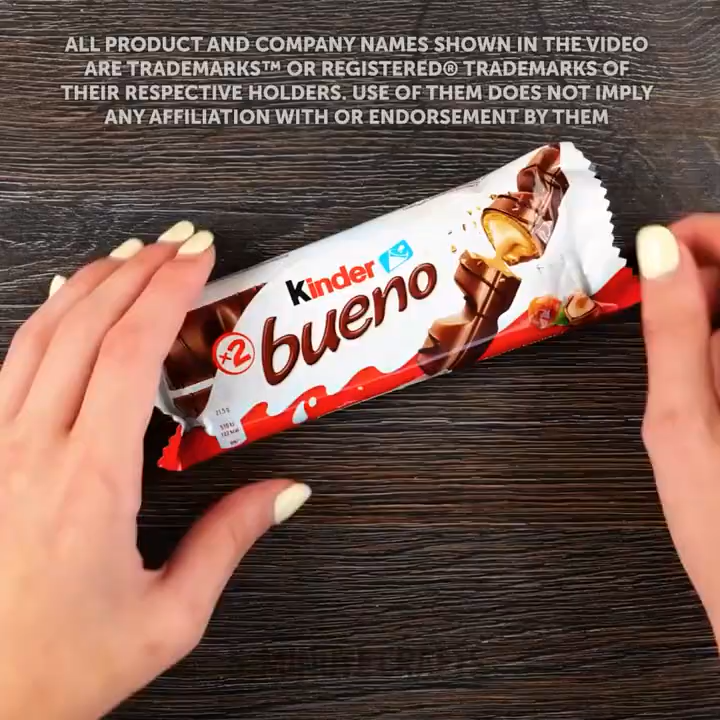 ALL PRODUCT AND COMPANY NAMES SHOWN IN THE VIDEO
ARE TRADEMARKS™ OR REGISTERED® TRADEMARKS OF
THEIR RESPECTIVE HOLDERS. USE OF THEM DOES NOT IMPLY
ANY AFFILIATION WITH OR ENDORSEMENT BY THEM
kinder
x2 bueno